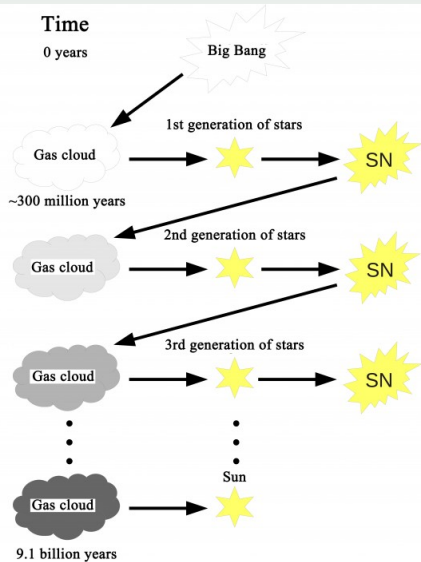 Time
0 years
Big Bang
1st generation of stars
Gas cloud
SN
~300 million years
2nd generation of stars
Gas cloud
SN
3rd generation of stars
Gas cloud
SN
Sun
Gas cloud
9.1 billion years